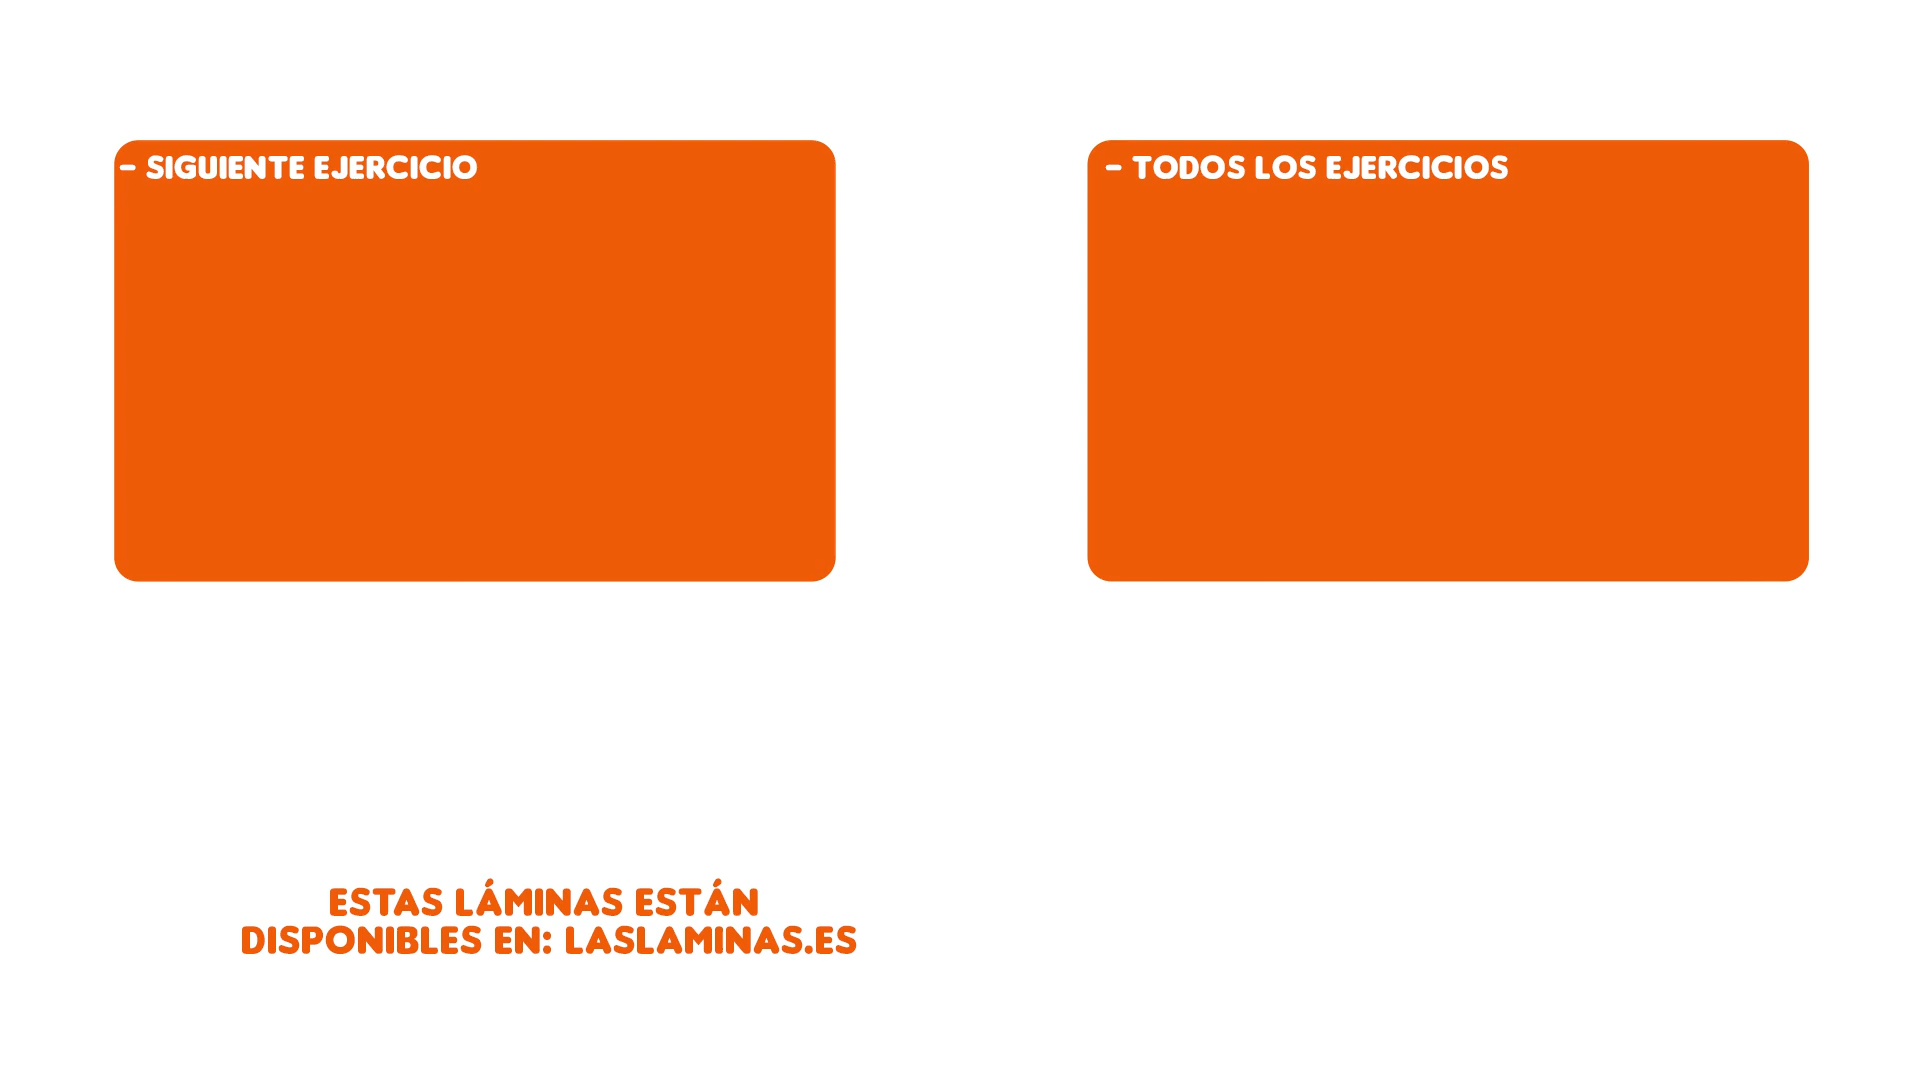 – SIGUIENTE EJERCICIO
– TODOS LOS EJERCICIOS
ESTAS LÁMINAS ESTÁN
DISPONIBLES EN: LASLAMINAS.ES